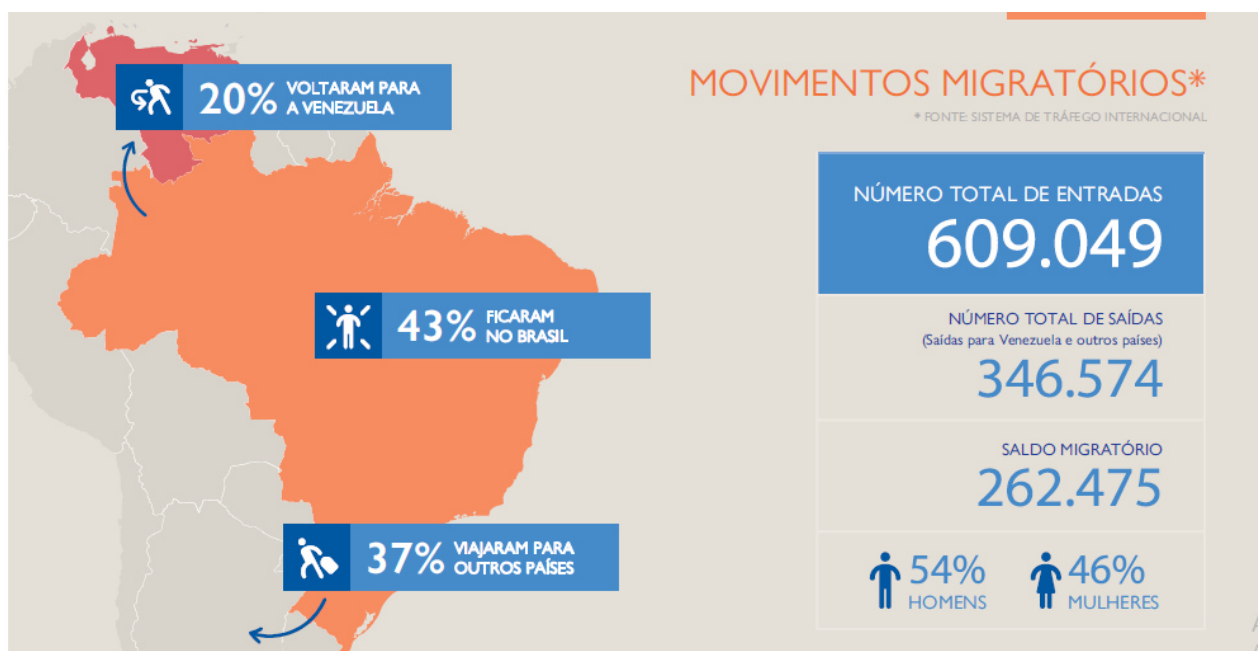 20% VOLTARAM PARA
A VENEZUELA
43% FICARAM
NO BRASIL
37% VIAJARAM PARA
OUTROS PAÍSES
MOVIMENTOS MIGRATÓRIOS*
* FONTE: SISTEMA DE TRÁFEGO INTERNACIONAL
NÚMERO TOTAL DE ENTRADAS
609.049
NÚMERO TOTAL DE SAÍDAS
(Saídas para Venezuela e outros países)
346.574
SALDO MIGRATÓRIO
262.475
54%
HOMENS
46%
MULHERES